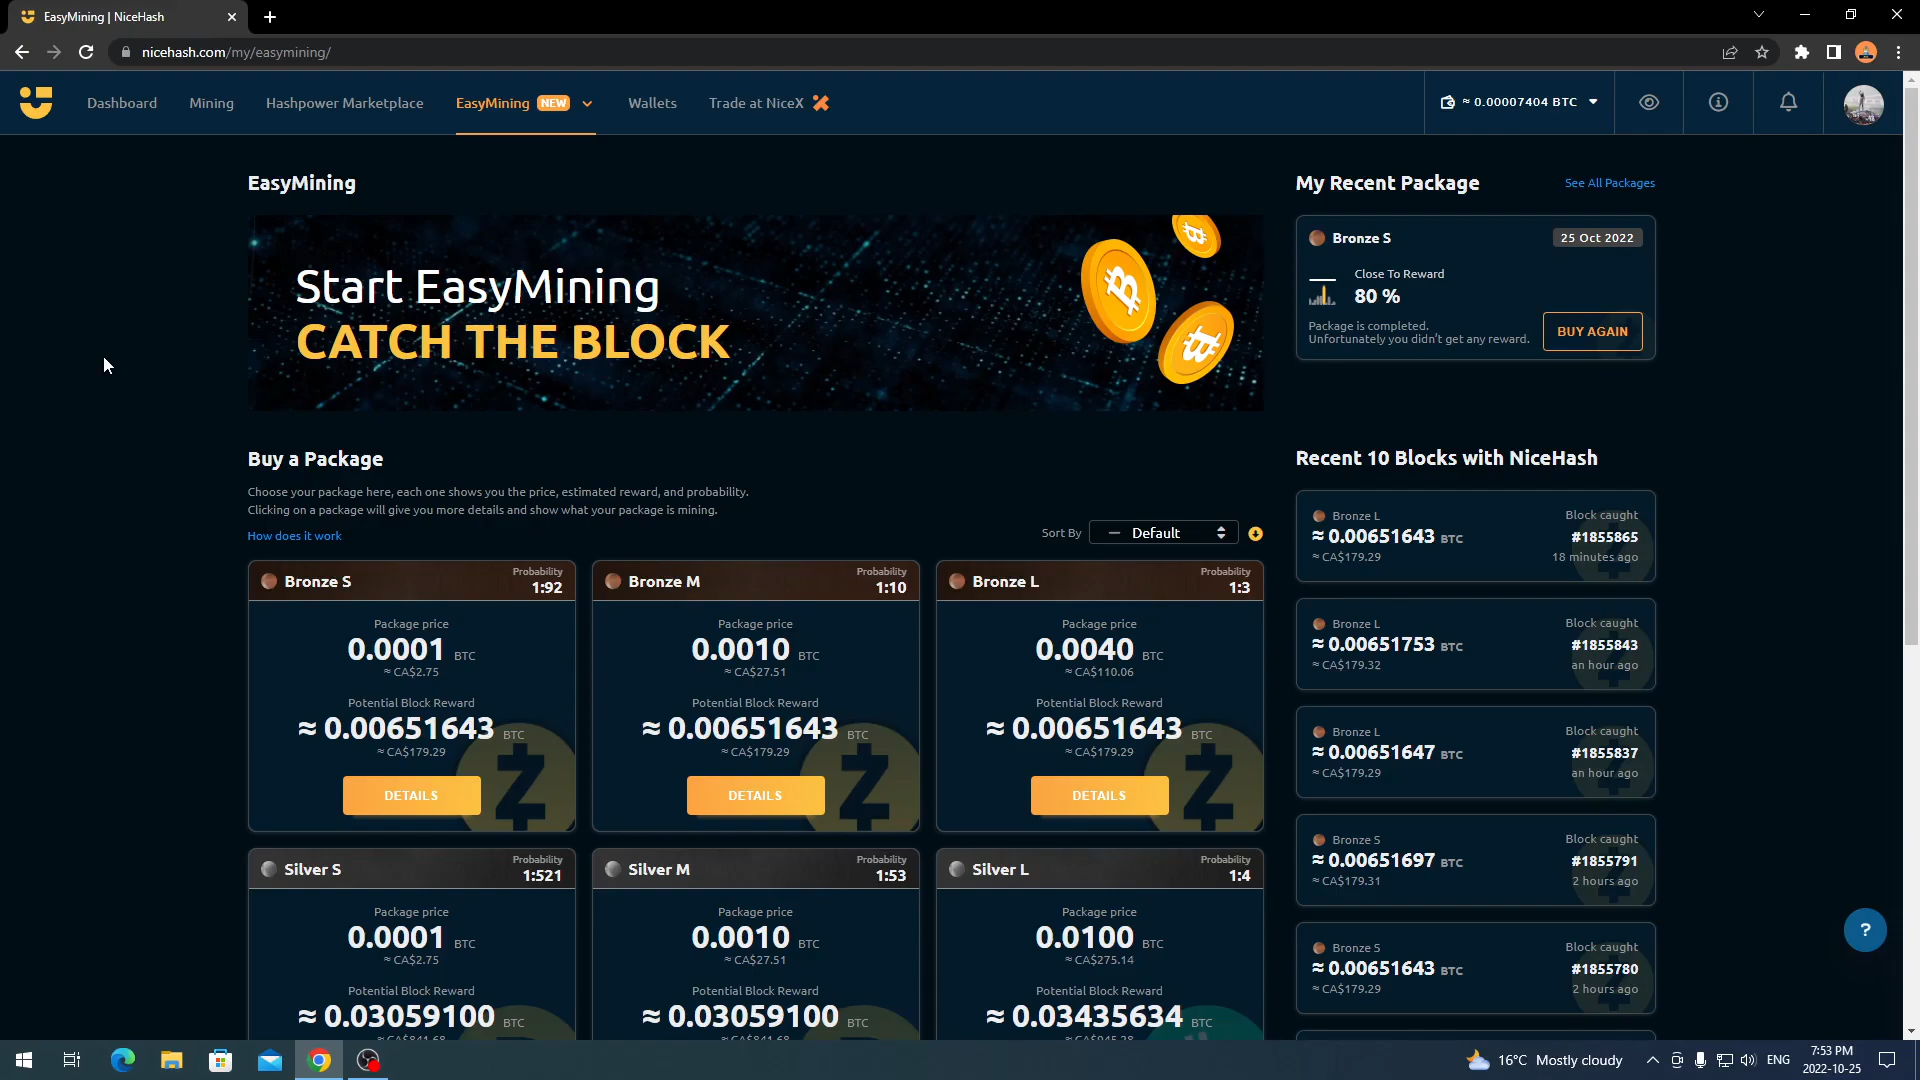 EasyMining | NiceHash
nicehash.com/my/easymining/
Dashboard
Mining
Hashpower Marketplace
EasyMining NEW
Wallets
Trade at NiceX
≈ 0.00007404 BTC
EasyMining
Start EasyMining
CATCH THE BLOCK
My Recent Package
See All Packages
Bronze S
25 Oct 2022
Close To Reward
80 %
Package is completed.
Unfortunately you didn't get any reward.
BUY AGAIN
Buy a Package
Choose your package here, each one shows you the price, estimated reward, and probability.
Clicking on a package will give you more details and show what your package is mining.
How does it work
Sort By
Default
Bronze S
Probability
1:92
Package price
0.0001 BTC
≈ CA$2.75
Potential Block Reward
≈ 0.00651643 BTC
≈ CA$179.29
DETAILS
Bronze M
Probability
1:10
Package price
0.0010 BTC
≈ CA$27.51
Potential Block Reward
≈ 0.00651643 BTC
≈ CA$179.29
DETAILS
Bronze L
Probability
1:3
Package price
0.0040 BTC
≈ CA$110.06
Potential Block Reward
≈ 0.00651643 BTC
≈ CA$179.29
DETAILS
Silver S
Probability
1:521
Package price
0.0001 BTC
≈ CA$2.75
Potential Block Reward
≈ 0.03059100 BTC
Silver M
Probability
1:53
Package price
0.0010 BTC
≈ CA$27.51
Potential Block Reward
≈ 0.03059100 BTC
Silver L
Probability
1:4
Package price
0.0100 BTC
≈ CA$275.14
Potential Block Reward
≈ 0.03435634 BTC
Recent 10 Blocks with NiceHash
Bronze L
Block caught
≈ 0.00651643 BTC
#1855865
≈ CA$179.29
18 minutes ago
Bronze L
Block caught
≈ 0.00651753 BTC
#1855843
≈ CA$179.32
an hour ago
Bronze L
Block caught
≈ 0.00651647 BTC
#1855837
≈ CA$179.29
an hour ago
Bronze S
Block caught
≈ 0.00651697 BTC
#1855791
≈ CA$179.31
2 hours ago
Bronze S
Block caught
≈ 0.00651643 BTC
#1855780
≈ CA$179.29
2 hours ago
?
16°C Mostly cloudy
ENG
7:53 PM
2022-10-25